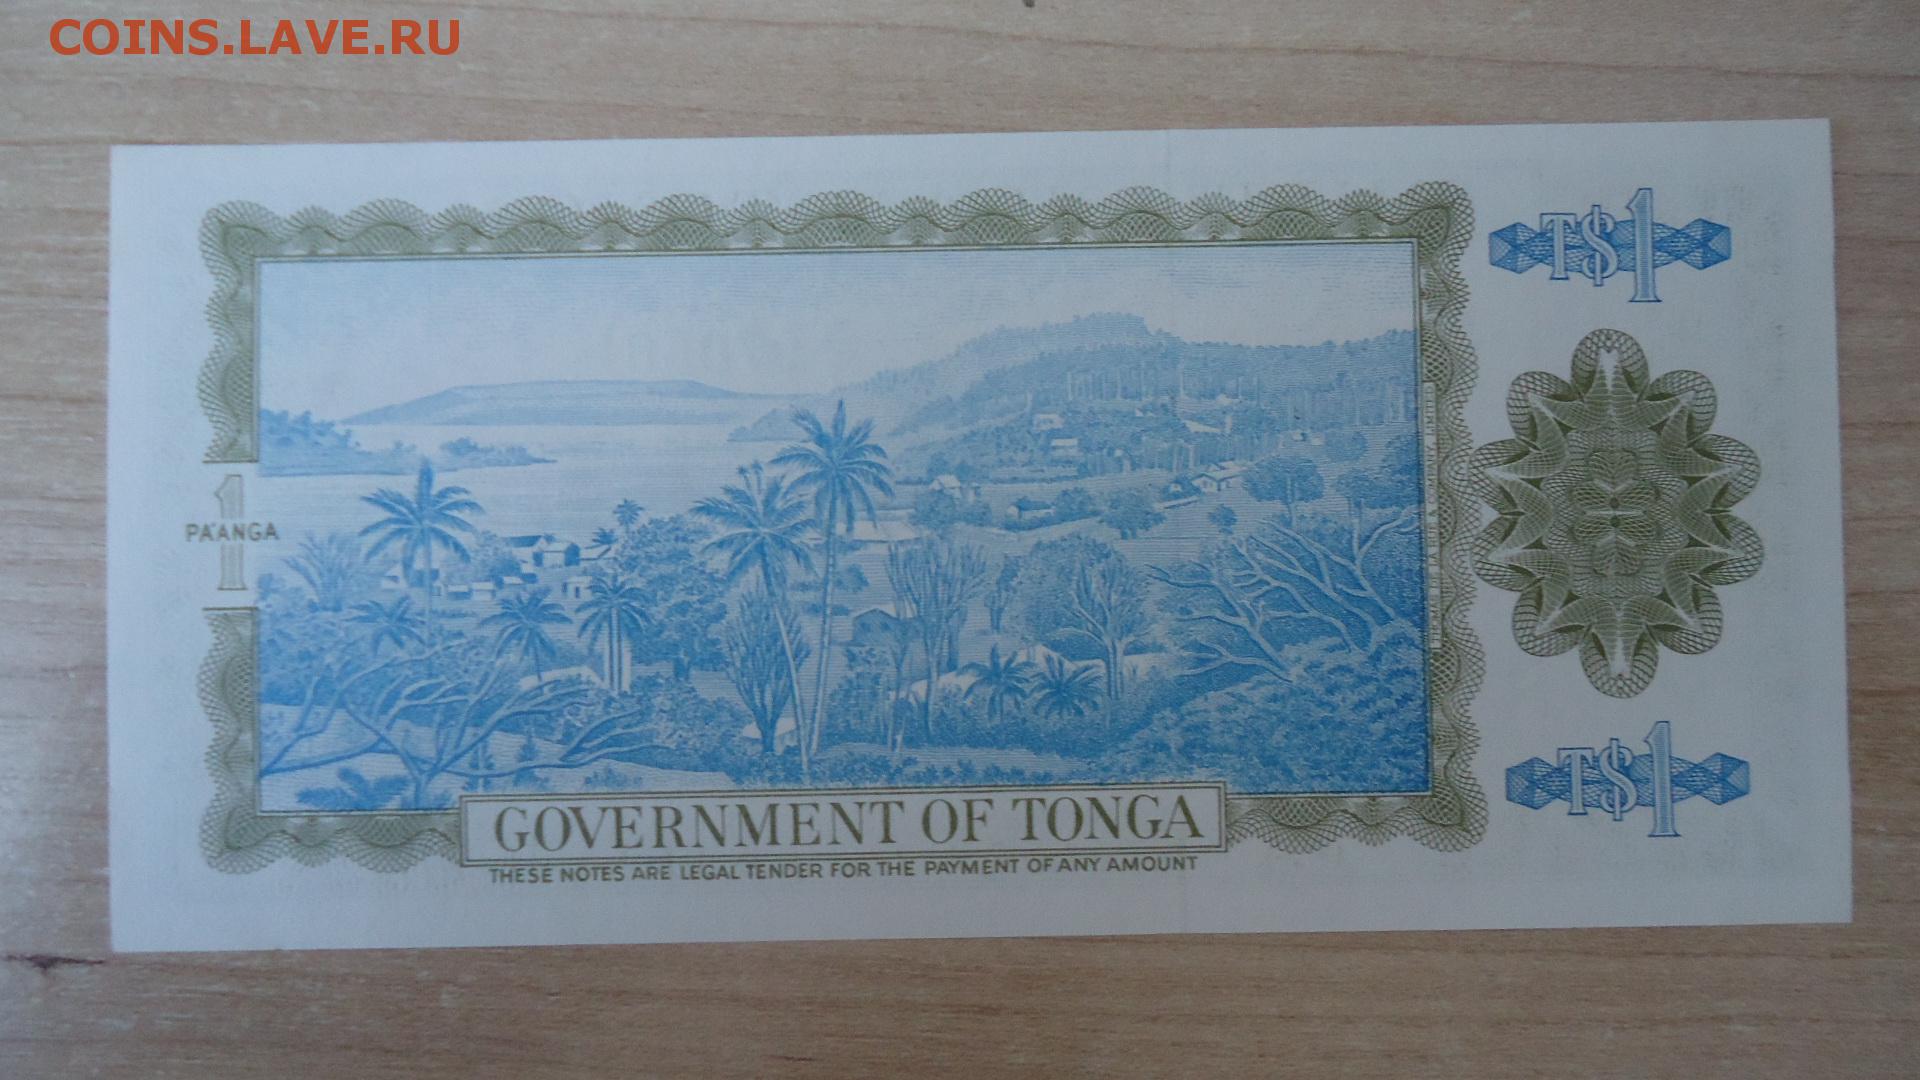 COINS.LAVE.RU
T$1
1
PA'ANGA
T$1
GOVERNMENT OF TONGA
THESE NOTES ARE LEGAL TENDER FOR THE PAYMENT OF ANY AMOUNT